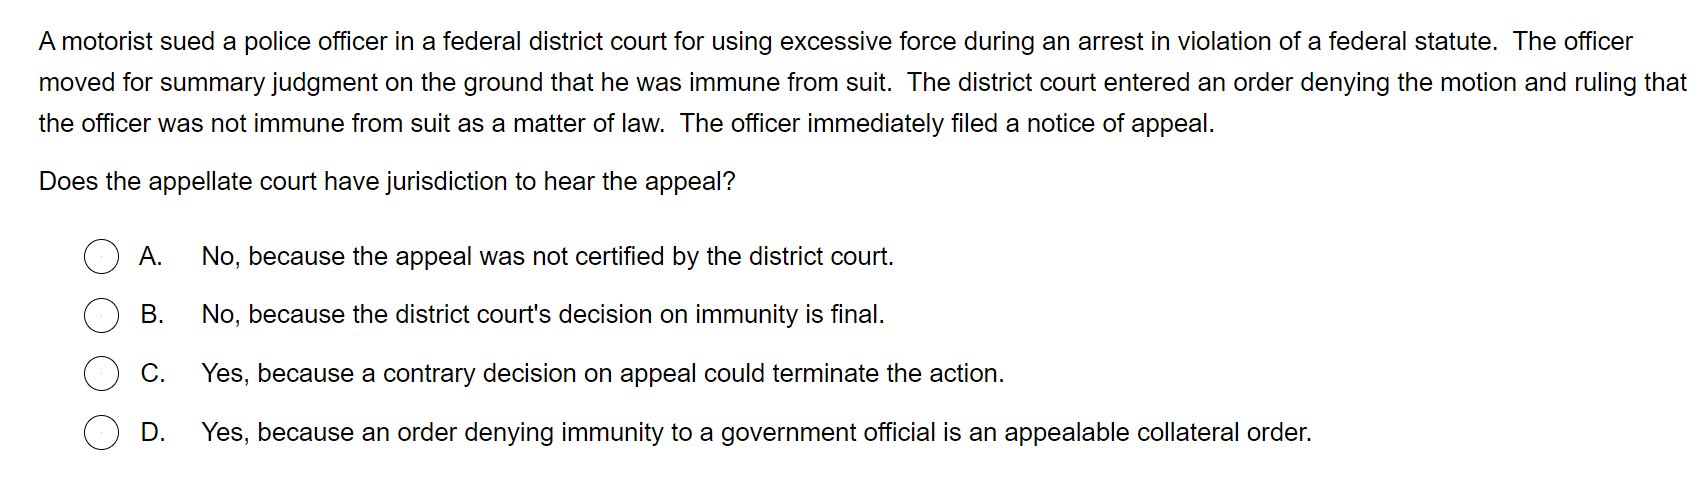 A motorist sued a police officer in a federal district court for using excessive force during an arrest in violation of a federal statute.  The officer
moved for summary judgment on the ground that he was immune from suit.  The district court entered an order denying the motion and ruling that
the officer was not immune from suit as a matter of law.  The officer immediately filed a notice of appeal.
Does the appellate court have jurisdiction to hear the appeal?
A. No, because the appeal was not certified by the district court.
B. No, because the district court's decision on immunity is final.
C. Yes, because a contrary decision on appeal could terminate the action.
D. Yes, because an order denying immunity to a government official is an appealable collateral order.